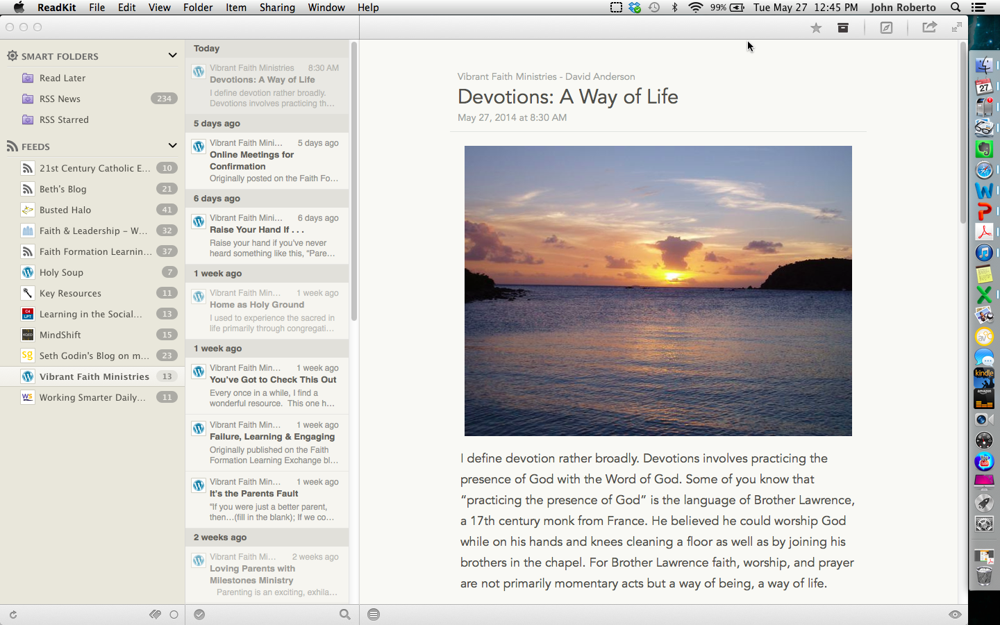 ReadKit File Edit View Folder Item Sharing Window Help
99% Tue May 27 12:45 PM John Roberto
SMART FOLDERS
Read Later
RSS News 234
RSS Starred
FEEDS
21st Century Catholic E... 10
Beth's Blog 21
Busted Halo 41
Faith & Leadership – W... 32
Faith Formation Learnin... 37
Holy Soup 7
Key Resources 11
Learning in the Social... 13
MindShift 15
Seth Godin's Blog on m... 23
Vibrant Faith Ministries 13
Working Smarter Daily... 11
Today
Vibrant Faith Ministries 8:30 AM
Devotions: A Way of Life
I define devotion rather broadly.
Devotions involves practicing th...
5 days ago
Vibrant Faith Mini... 5 days ago
Online Meetings for
Confirmation
Originally posted on the Faith Fo...
6 days ago
Vibrant Faith Mini... 6 days ago
Raise Your Hand If . . .
Raise your hand if you've never
heard something like this, “Pare...
1 week ago
Vibrant Faith Min... 1 week ago
Home as Holy Ground
I used to experience the sacred in
life primarily through congregati...
1 week ago
Vibrant Faith Min... 1 week ago
You've Got to Check This Out
Every once in a while, I find a
wonderful resource. This one h...
Vibrant Faith Min... 1 week ago
Failure, Learning & Engaging
Originally published on the Faith
Formation Learning Exchange bl...
Vibrant Faith Min... 1 week ago
It's the Parents Fault
“If you were just a better parent,
then...(fill in the blank); If we co...
2 weeks ago
Vibrant Faith Mi... 2 weeks ago
Loving Parents with
Milestones Ministry
Parenting is an exciting, exhila...
Vibrant Faith Ministries - David Anderson
Devotions: A Way of Life
May 27, 2014 at 8:30 AM
I define devotion rather broadly. Devotions involves practicing the
presence of God with the Word of God. Some of you know that
“practicing the presence of God” is the language of Brother Lawrence,
a 17th century monk from France. He believed he could worship God
while on his hands and knees cleaning a floor as well as by joining his
brothers in the chapel. For Brother Lawrence faith, worship, and prayer
are not primarily momentary acts but a way of being, a way of life.
27
kindle
amazon